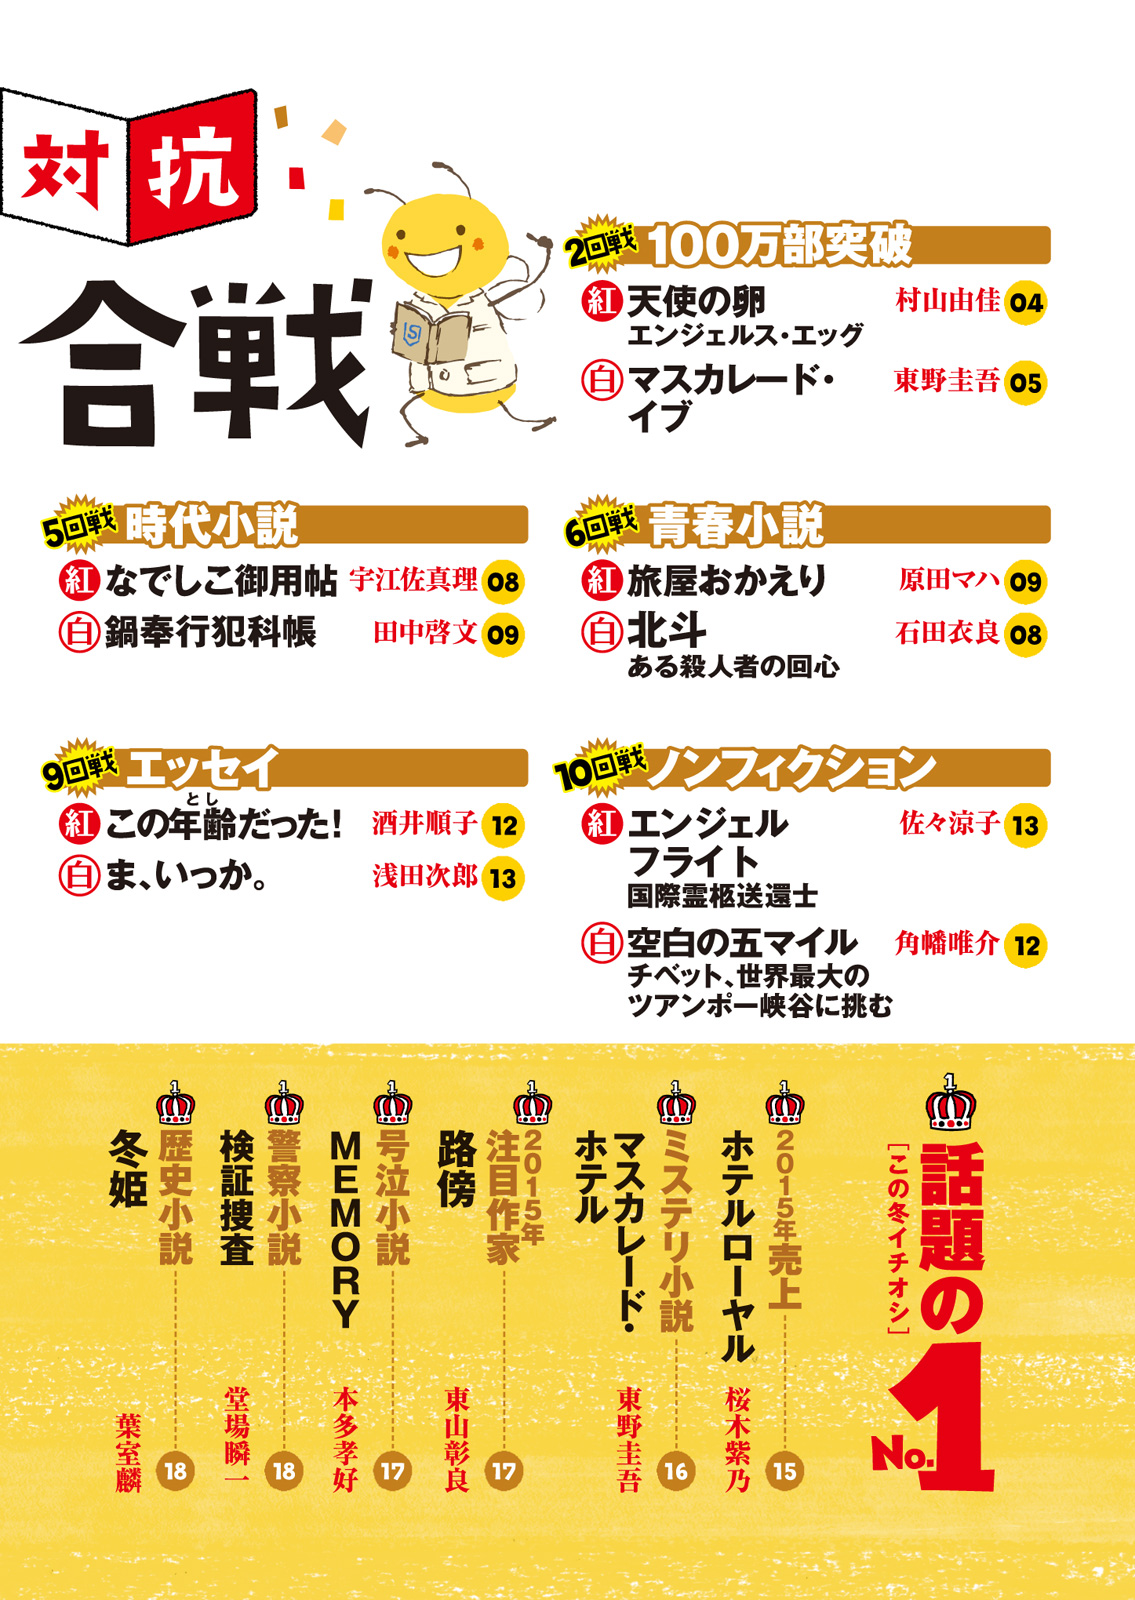 対抗
合戦
2回戦 100万部突破
紅 天使の卵 村山由佳 04
エンジェルス・エッグ
白 マスカレード・ 東野圭吾 05
イブ
5回戦 時代小説
紅 なでしこ御用帖 宇江佐真理 08
白 鍋奉行犯科帳 田中啓文 09
6回戦 青春小説
紅 旅屋おかえり 原田マハ 09
白 北斗 石田衣良 08
ある殺人者の回心
9回戦 エッセイ
とし
紅 この年齢だった! 酒井順子 12
白 ま、いっか。 浅田次郎 13
10回戦 ノンフィクション
紅 エンジェル 佐々涼子 13
フライト
国際霊柩送還士
白 空白の五マイル 角幡唯介 12
チベット、世界最大の
ツアンポー峡谷に挑む
話題のNo.1
[この冬イチオシ]
1
2015年売上
ホテルローヤル 桜木紫乃 15
1
ミステリ小説
マスカレード・
ホテル 東野圭吾 16
1
2015年
注目作家
路傍 東山彰良 17
1
号泣小説
MEMORY 本多孝好 17
1
警察小説
検証捜査 堂場瞬一 18
1
歴史小説
冬姫 葉室麟 18
1
S